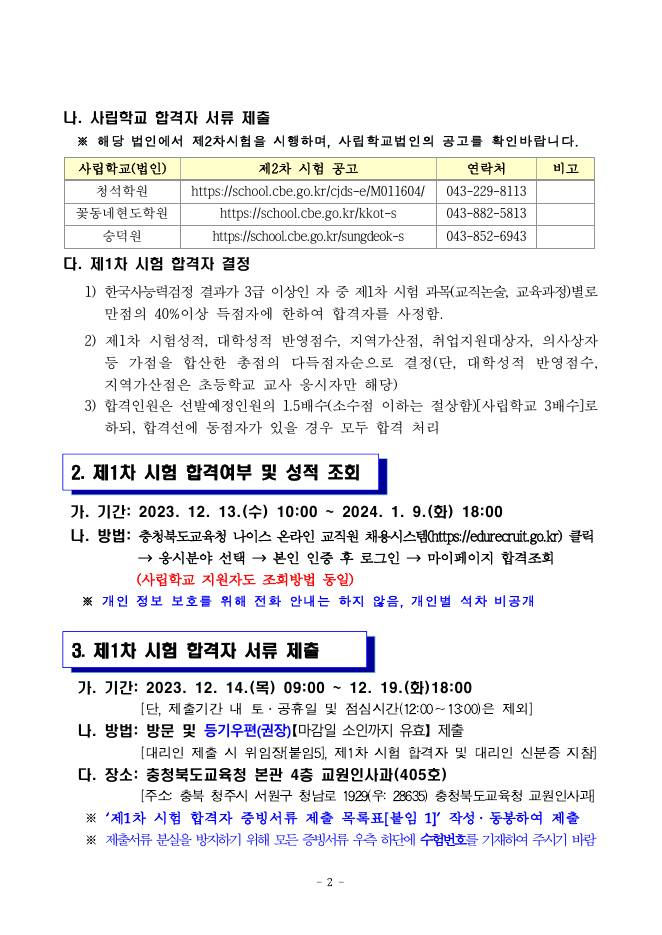 나. 사립학교 합격자 서류 제출
※ 해당 법인에서 제2차시험을 시행하며, 사립학교법인의 공고를 확인바랍니다.
사립학교(법인) 제2차 시험 공고 연락처 비고
청석학원 https://school.cbe.go.kr/cjds-e/M011604/ 043-229-8113
꽃동네현도학원 https://school.cbe.go.kr/kkot-s 043-882-5813
숭덕원 https://school.cbe.go.kr/sungdeok-s 043-852-6943
다. 제1차 시험 합격자 결정
1) 한국사능력검정 결과가 3급 이상인 자 중 제1차 시험 과목(교직논술, 교육과정)별로
만점의 40%이상 득점자에 한하여 합격자를 사정함.
2) 제1차 시험성적, 대학성적 반영점수, 지역가산점, 취업지원대상자, 의사상자
등 가점을 합산한 총점의 다득점자순으로 결정(단, 대학성적 반영점수,
지역가산점은 초등학교 교사 응시자만 해당)
3) 합격인원은 선발예정인원의 1.5배수(소수점 이하는 절상함)[사립학교 3배수]로
하되, 합격선에 동점자가 있을 경우 모두 합격 처리
2. 제1차 시험 합격여부 및 성적 조회
가. 기간: 2023. 12. 13.(수) 10:00 ~ 2024. 1. 9.(화) 18:00
나. 방법: 충청북도교육청 나이스 온라인 교직원 채용시스템(https://edurecruit.go.kr) 클릭
→ 응시분야 선택 → 본인 인증 후 로그인 → 마이페이지 합격조회
(사립학교 지원자도 조회방법 동일)
※ 개인 정보 보호를 위해 전화 안내는 하지 않음, 개인별 석차 비공개
3. 제1차 시험 합격자 서류 제출
가. 기간: 2023. 12. 14.(목) 09:00 ~ 12. 19.(화)18:00
[단, 제출기간 내 토·공휴일 및 점심시간(12:00~13:00)은 제외]
나. 방법: 방문 및 등기우편(권장)【마감일 소인까지 유효】 제출
[대리인 제출 시 위임장[붙임5], 제1차 시험 합격자 및 대리인 신분증 지참]
다. 장소: 충청북도교육청 본관 4층 교원인사과(405호)
[주소: 충북 청주시 서원구 청남로 1929(우: 28635) 충청북도교육청 교원인사과]
※ ‘제1차 시험 합격자 증빙서류 제출 목록표[붙임 1]’ 작성·동봉하여 제출
※ 제출서류 분실을 방지하기 위해 모든 증빙서류 우측 하단에 수험번호를 기재하여 주시기 바람
- 2 -